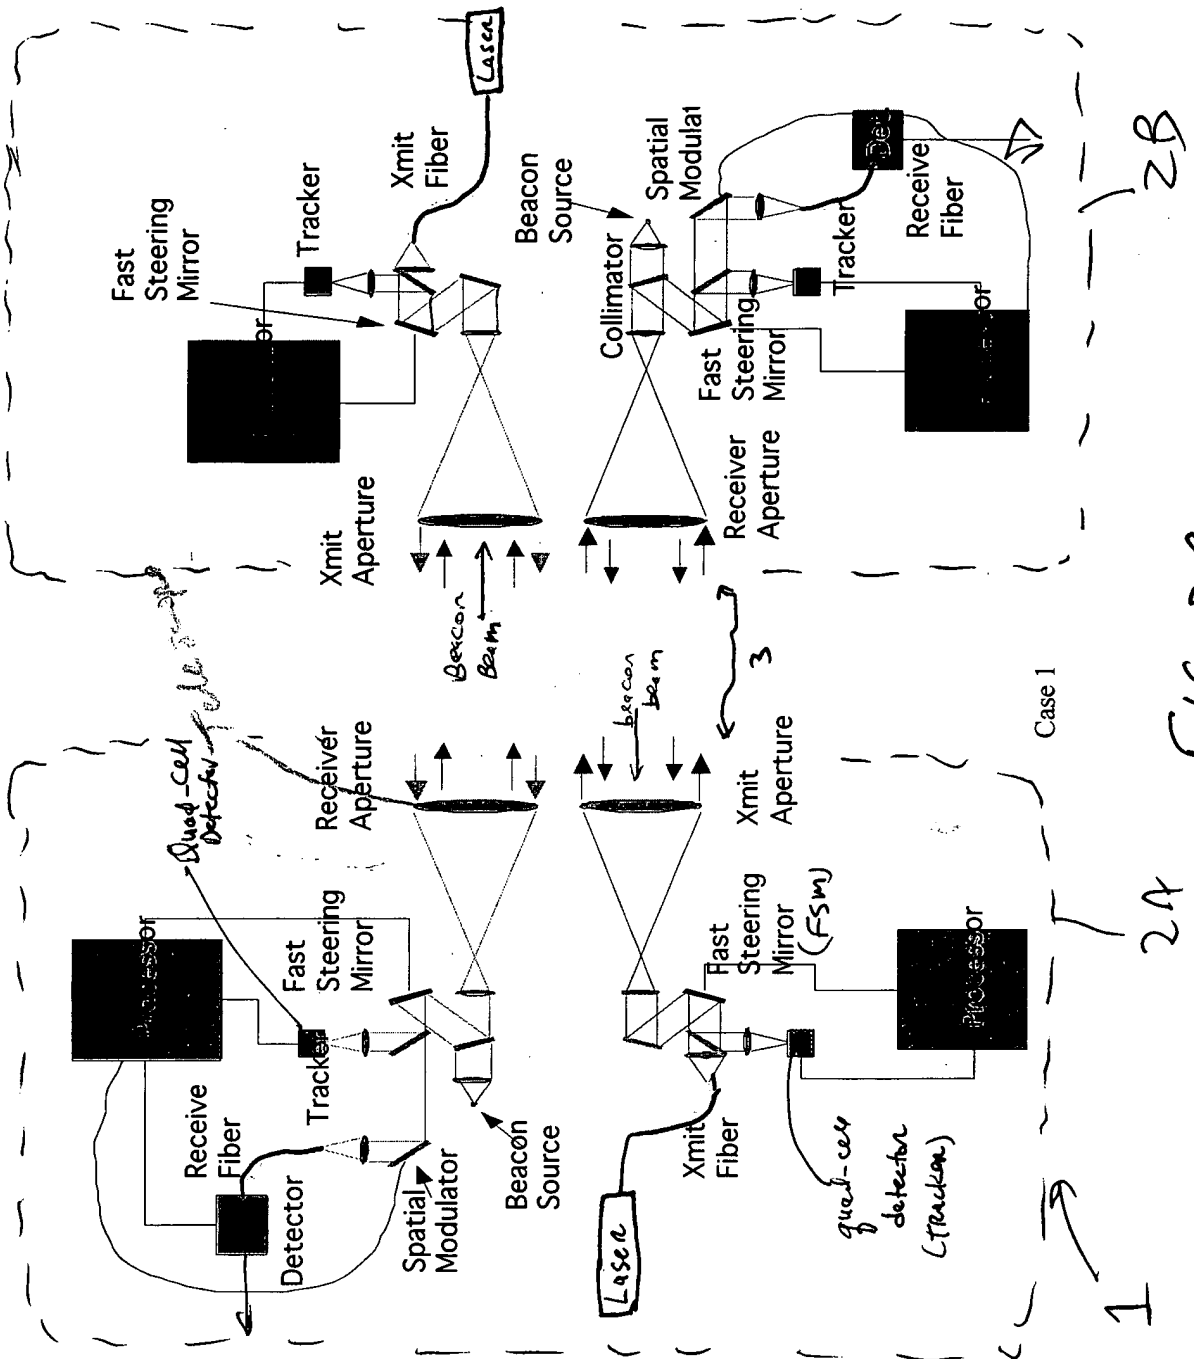 Laser
Xmit
Fiber
Tracker
Fast
Steering
Mirror
or
Xmit
Aperture
Beacon
Beam
Beacon
Source
Spatial
Modulat
Det
Receive
Fiber
Tracker
Collimator
Fast
Steering
Mirror
or
Receiver
Aperture
2B
3
beacon
beam
Quad-cell
Detector
Receiver
Aperture
Processor
Fast
Steering
Mirror
Tracker
Receive
Fiber
Detector
Spatial
Modulator
Beacon
Source
Xmit
Aperture
Fast
Steering
Mirror
(FSM)
Processor
Xmit
Fiber
Laser
quad-cell
detector
(Tracker)
Case 1
2A
1